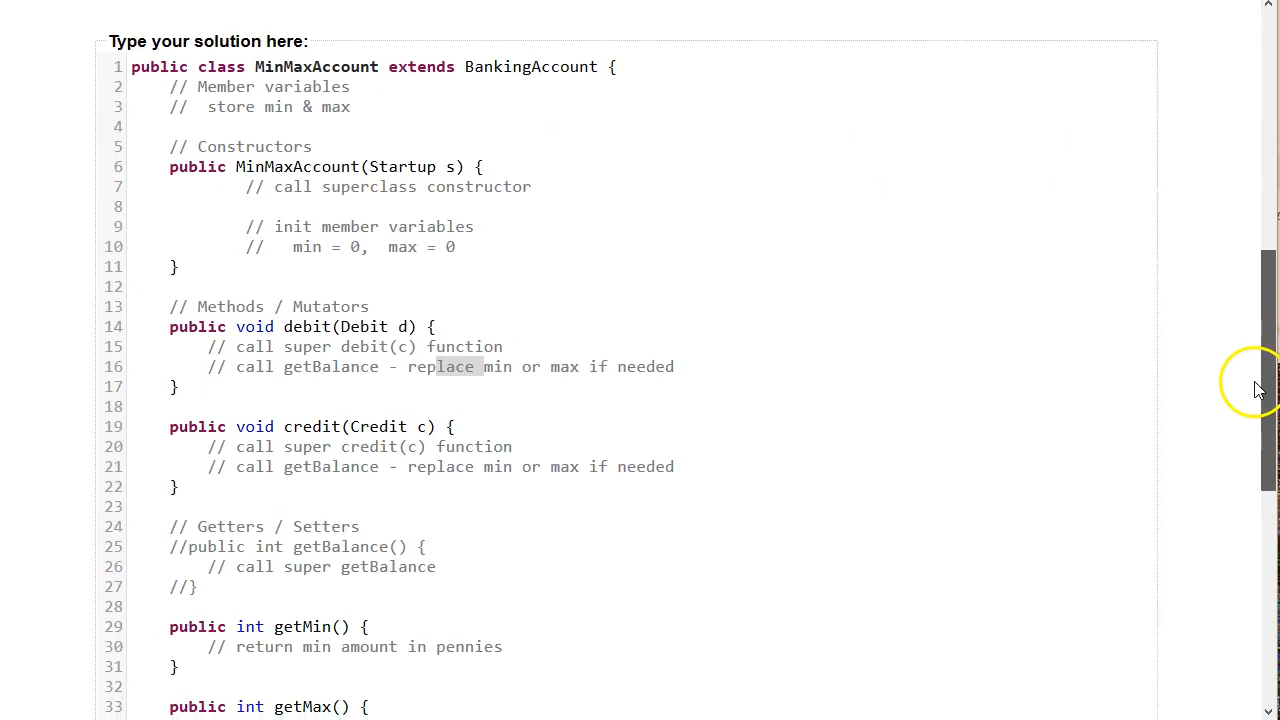 Type your solution here:
1 public class MinMaxAccount extends BankingAccount {
2     // Member variables
3     //  store min & max
4
5     // Constructors
6     public MinMaxAccount(Startup s) {
7             // call superclass constructor
8
9             // init member variables
10             //   min = 0,  max = 0
11     }
12
13     // Methods / Mutators
14     public void debit(Debit d) {
15         // call super debit(c) function
16         // call getBalance - replace min or max if needed
17     }
18
19     public void credit(Credit c) {
20         // call super credit(c) function
21         // call getBalance - replace min or max if needed
22     }
23
24     // Getters / Setters
25     //public int getBalance() {
26         // call super getBalance
27     //}
28
29     public int getMin() {
30         // return min amount in pennies
31     }
32
33     public int getMax() {